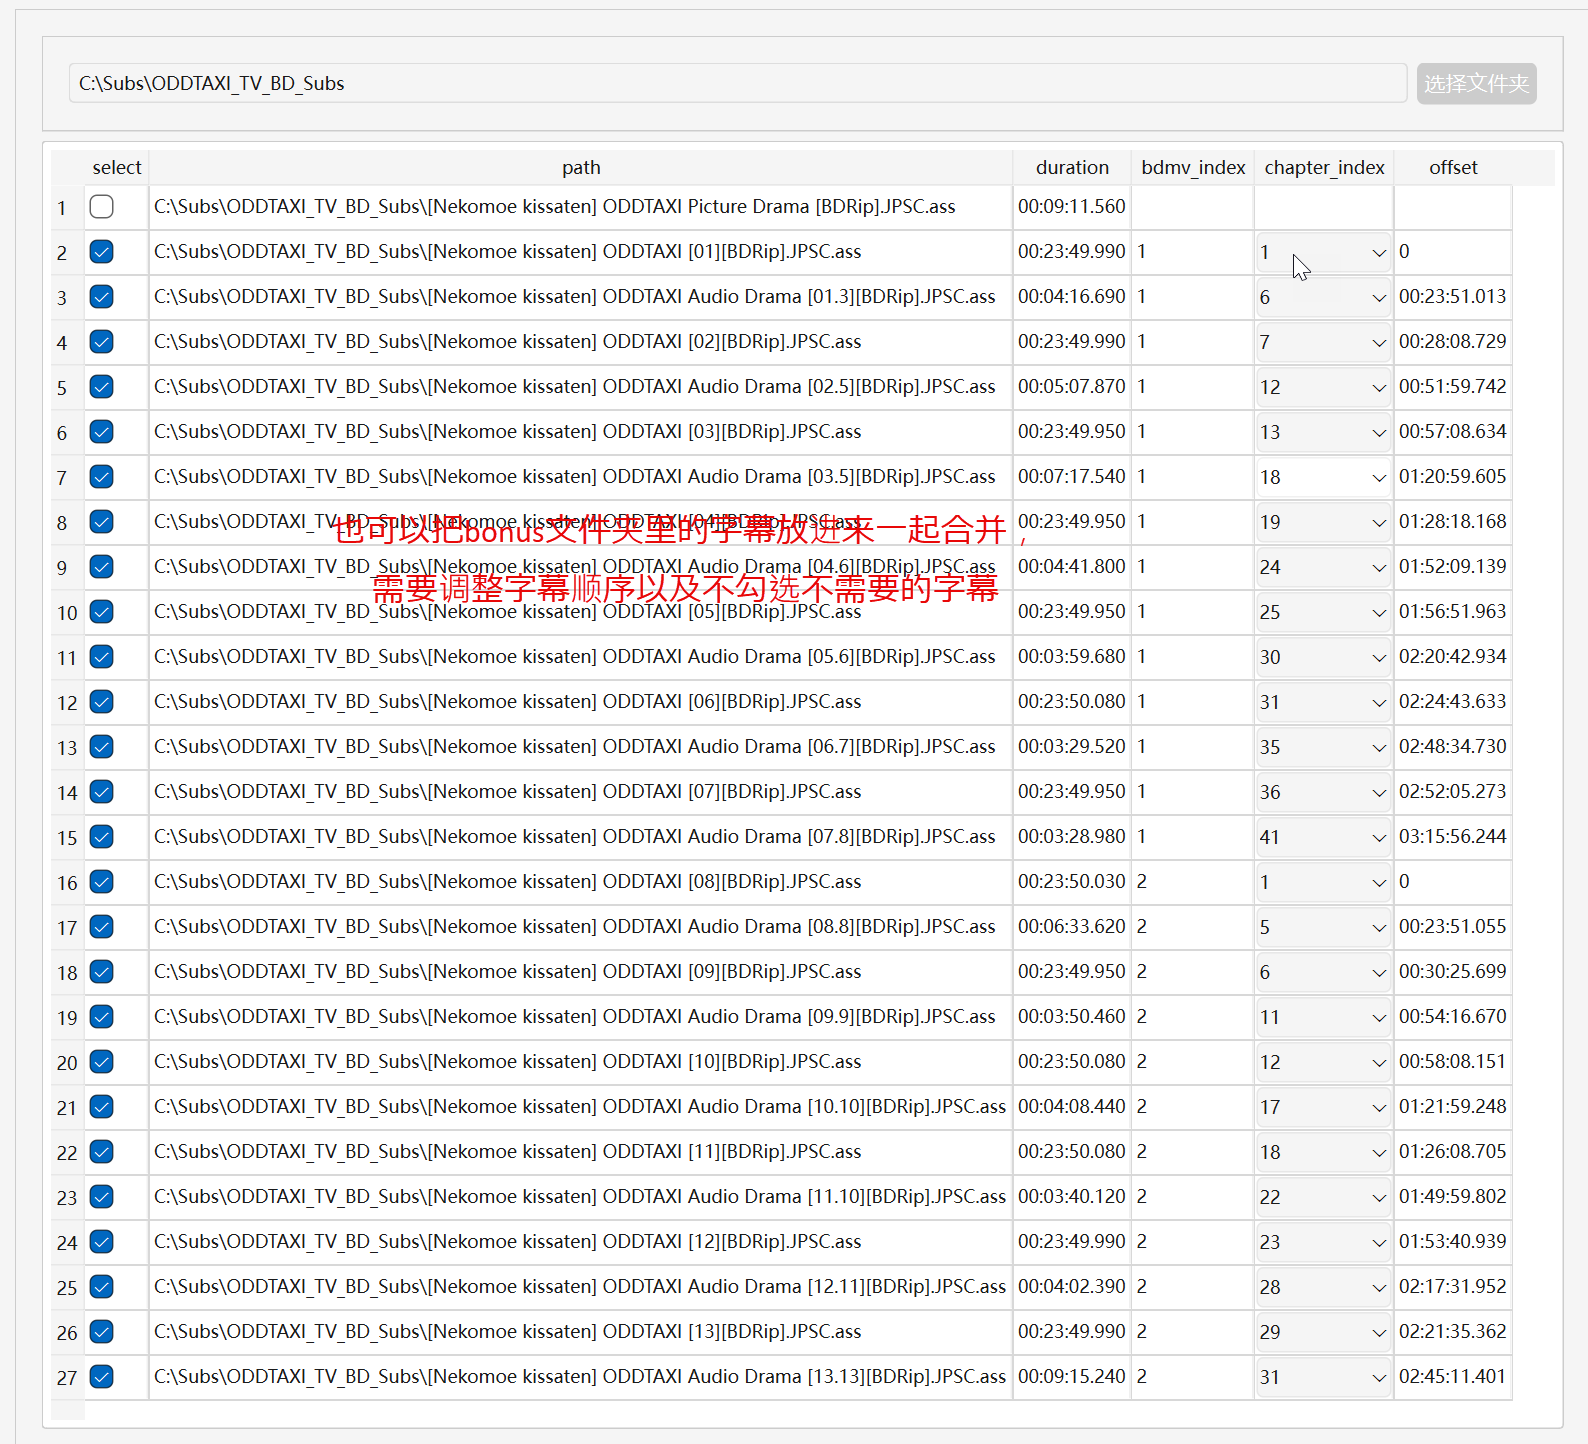 C:\Subs\ODDTAXI_TV_BD_Subs 选择文件夹
select path duration bdmv_index chapter_index offset
1 C:\Subs\ODDTAXI_TV_BD_Subs\[Nekomoe kissaten] ODDTAXI Picture Drama [BDRip].JPSC.ass 00:09:11.560
2 C:\Subs\ODDTAXI_TV_BD_Subs\[Nekomoe kissaten] ODDTAXI [01][BDRip].JPSC.ass 00:23:49.990 1 1 0
3 C:\Subs\ODDTAXI_TV_BD_Subs\[Nekomoe kissaten] ODDTAXI Audio Drama [01.3][BDRip].JPSC.ass 00:04:16.690 1 6 00:23:51.013
4 C:\Subs\ODDTAXI_TV_BD_Subs\[Nekomoe kissaten] ODDTAXI [02][BDRip].JPSC.ass 00:23:49.990 1 7 00:28:08.729
5 C:\Subs\ODDTAXI_TV_BD_Subs\[Nekomoe kissaten] ODDTAXI Audio Drama [02.5][BDRip].JPSC.ass 00:05:07.870 1 12 00:51:59.742
6 C:\Subs\ODDTAXI_TV_BD_Subs\[Nekomoe kissaten] ODDTAXI [03][BDRip].JPSC.ass 00:23:49.950 1 13 00:57:08.634
7 C:\Subs\ODDTAXI_TV_BD_Subs\[Nekomoe kissaten] ODDTAXI Audio Drama [03.5][BDRip].JPSC.ass 00:07:17.540 1 18 01:20:59.605
8 C:\Subs\ODDTAXI_TV_BD_Subs\[Nekomoe kissaten] ODDTAXI [04][BDRip].JPSC.ass 00:23:49.950 1 19 01:28:18.168
也可以把bonus文件夹里的字幕放进来一起合并，
9 C:\Subs\ODDTAXI_TV_BD_Subs\[Nekomoe kissaten] ODDTAXI Audio Drama [04.6][BDRip].JPSC.ass 00:04:41.800 1 24 01:52:09.139
需要调整字幕顺序以及不勾选不需要的字幕
10 C:\Subs\ODDTAXI_TV_BD_Subs\[Nekomoe kissaten] ODDTAXI [05][BDRip].JPSC.ass 00:23:49.950 1 25 01:56:51.963
11 C:\Subs\ODDTAXI_TV_BD_Subs\[Nekomoe kissaten] ODDTAXI Audio Drama [05.6][BDRip].JPSC.ass 00:03:59.680 1 30 02:20:42.934
12 C:\Subs\ODDTAXI_TV_BD_Subs\[Nekomoe kissaten] ODDTAXI [06][BDRip].JPSC.ass 00:23:50.080 1 31 02:24:43.633
13 C:\Subs\ODDTAXI_TV_BD_Subs\[Nekomoe kissaten] ODDTAXI Audio Drama [06.7][BDRip].JPSC.ass 00:03:29.520 1 35 02:48:34.730
14 C:\Subs\ODDTAXI_TV_BD_Subs\[Nekomoe kissaten] ODDTAXI [07][BDRip].JPSC.ass 00:23:49.950 1 36 02:52:05.273
15 C:\Subs\ODDTAXI_TV_BD_Subs\[Nekomoe kissaten] ODDTAXI Audio Drama [07.8][BDRip].JPSC.ass 00:03:28.980 1 41 03:15:56.244
16 C:\Subs\ODDTAXI_TV_BD_Subs\[Nekomoe kissaten] ODDTAXI [08][BDRip].JPSC.ass 00:23:50.030 2 1 0
17 C:\Subs\ODDTAXI_TV_BD_Subs\[Nekomoe kissaten] ODDTAXI Audio Drama [08.8][BDRip].JPSC.ass 00:06:33.620 2 5 00:23:51.055
18 C:\Subs\ODDTAXI_TV_BD_Subs\[Nekomoe kissaten] ODDTAXI [09][BDRip].JPSC.ass 00:23:49.950 2 6 00:30:25.699
19 C:\Subs\ODDTAXI_TV_BD_Subs\[Nekomoe kissaten] ODDTAXI Audio Drama [09.9][BDRip].JPSC.ass 00:03:50.460 2 11 00:54:16.670
20 C:\Subs\ODDTAXI_TV_BD_Subs\[Nekomoe kissaten] ODDTAXI [10][BDRip].JPSC.ass 00:23:50.080 2 12 00:58:08.151
21 C:\Subs\ODDTAXI_TV_BD_Subs\[Nekomoe kissaten] ODDTAXI Audio Drama [10.10][BDRip].JPSC.ass 00:04:08.440 2 17 01:21:59.248
22 C:\Subs\ODDTAXI_TV_BD_Subs\[Nekomoe kissaten] ODDTAXI [11][BDRip].JPSC.ass 00:23:50.080 2 18 01:26:08.705
23 C:\Subs\ODDTAXI_TV_BD_Subs\[Nekomoe kissaten] ODDTAXI Audio Drama [11.10][BDRip].JPSC.ass 00:03:40.120 2 22 01:49:59.802
24 C:\Subs\ODDTAXI_TV_BD_Subs\[Nekomoe kissaten] ODDTAXI [12][BDRip].JPSC.ass 00:23:49.990 2 23 01:53:40.939
25 C:\Subs\ODDTAXI_TV_BD_Subs\[Nekomoe kissaten] ODDTAXI Audio Drama [12.11][BDRip].JPSC.ass 00:04:02.390 2 28 02:17:31.952
26 C:\Subs\ODDTAXI_TV_BD_Subs\[Nekomoe kissaten] ODDTAXI [13][BDRip].JPSC.ass 00:23:49.990 2 29 02:21:35.362
27 C:\Subs\ODDTAXI_TV_BD_Subs\[Nekomoe kissaten] ODDTAXI Audio Drama [13.13][BDRip].JPSC.ass 00:09:15.240 2 31 02:45:11.401